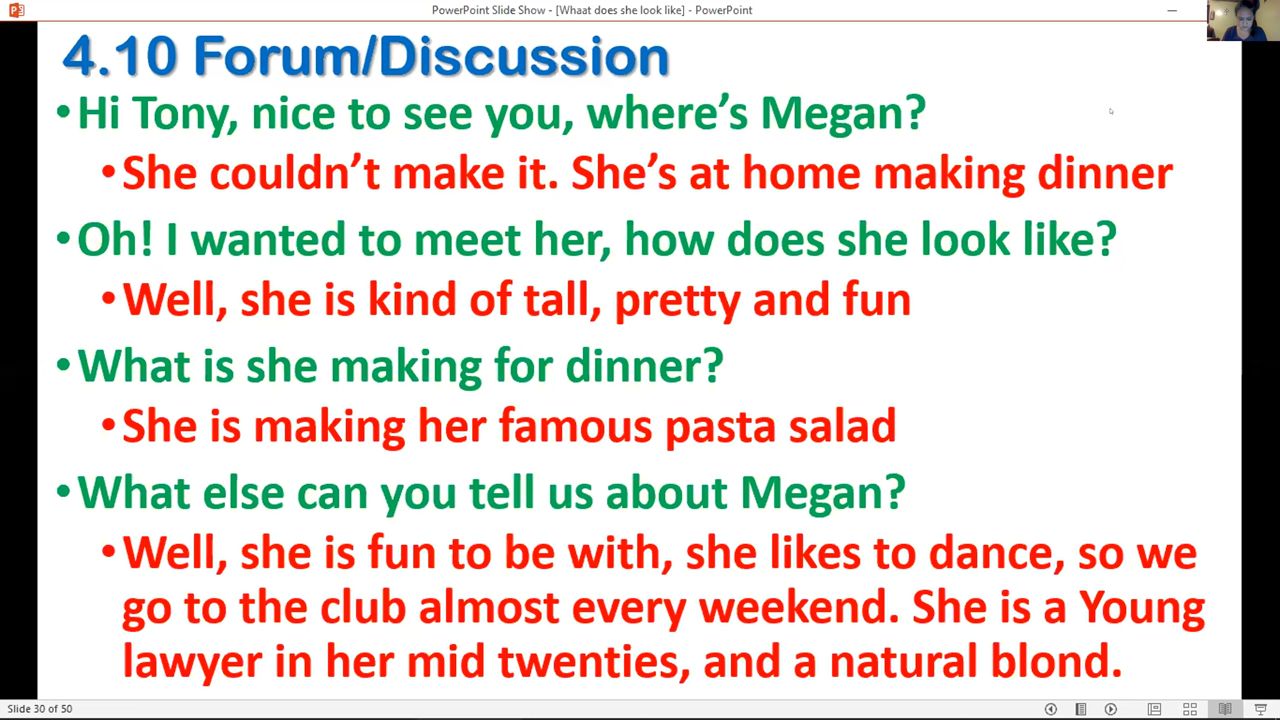 PowerPoint Slide Show - [Whaat does she look like] - PowerPoint
4.10 Forum/Discussion
•Hi Tony, nice to see you, where's Megan?
•She couldn't make it. She's at home making dinner
•Oh! I wanted to meet her, how does she look like?
•Well, she is kind of tall, pretty and fun
•What is she making for dinner?
•She is making her famous pasta salad
•What else can you tell us about Megan?
•Well, she is fun to be with, she likes to dance, so we
go to the club almost every weekend. She is a Young
lawyer in her mid twenties, and a natural blond.
Slide 30 of 50